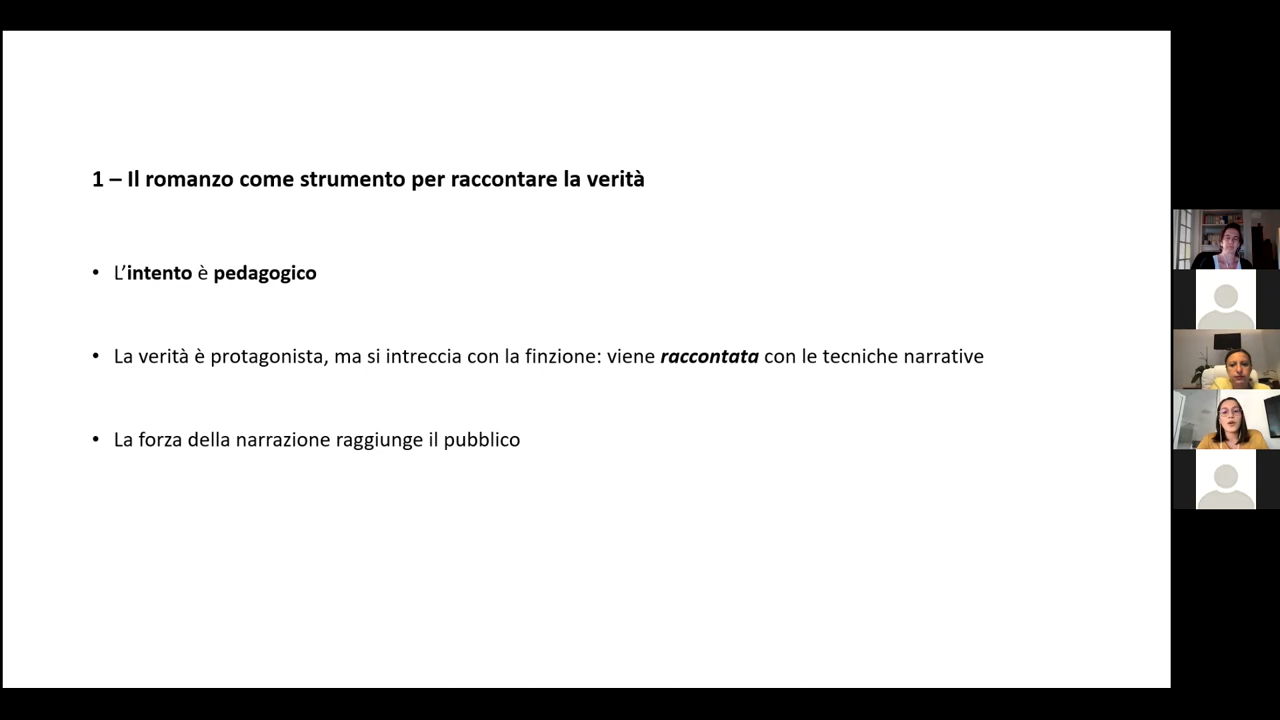 1 – Il romanzo come strumento per raccontare la verità
• L’intento è pedagogico
• La verità è protagonista, ma si intreccia con la finzione: viene raccontata con le tecniche narrative
• La forza della narrazione raggiunge il pubblico